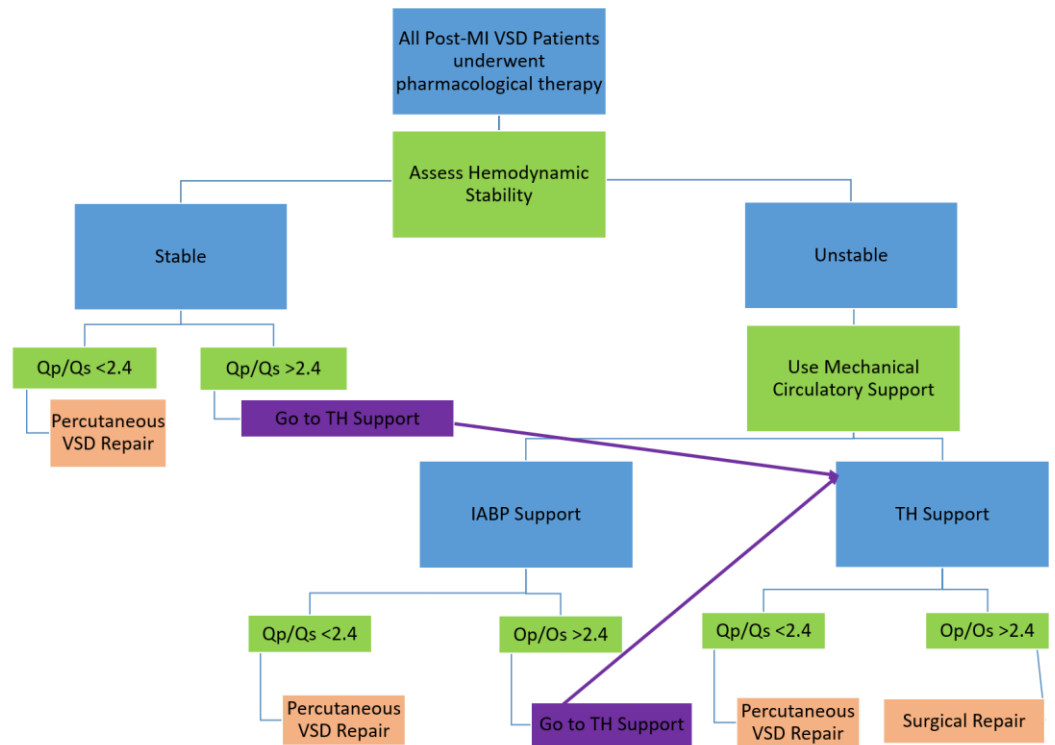 All Post-MI VSD Patients
underwent
pharmacological therapy
Assess Hemodynamic
Stability
Stable
Unstable
Qp/Qs <2.4
Qp/Qs >2.4
Use Mechanical
Circulatory Support
Percutaneous
VSD Repair
Go to TH Support
IABP Support
TH Support
Qp/Qs <2.4
Op/Os >2.4
Qp/Qs <2.4
Op/Os >2.4
Percutaneous
VSD Repair
Go to TH Support
Percutaneous
VSD Repair
Surgical Repair